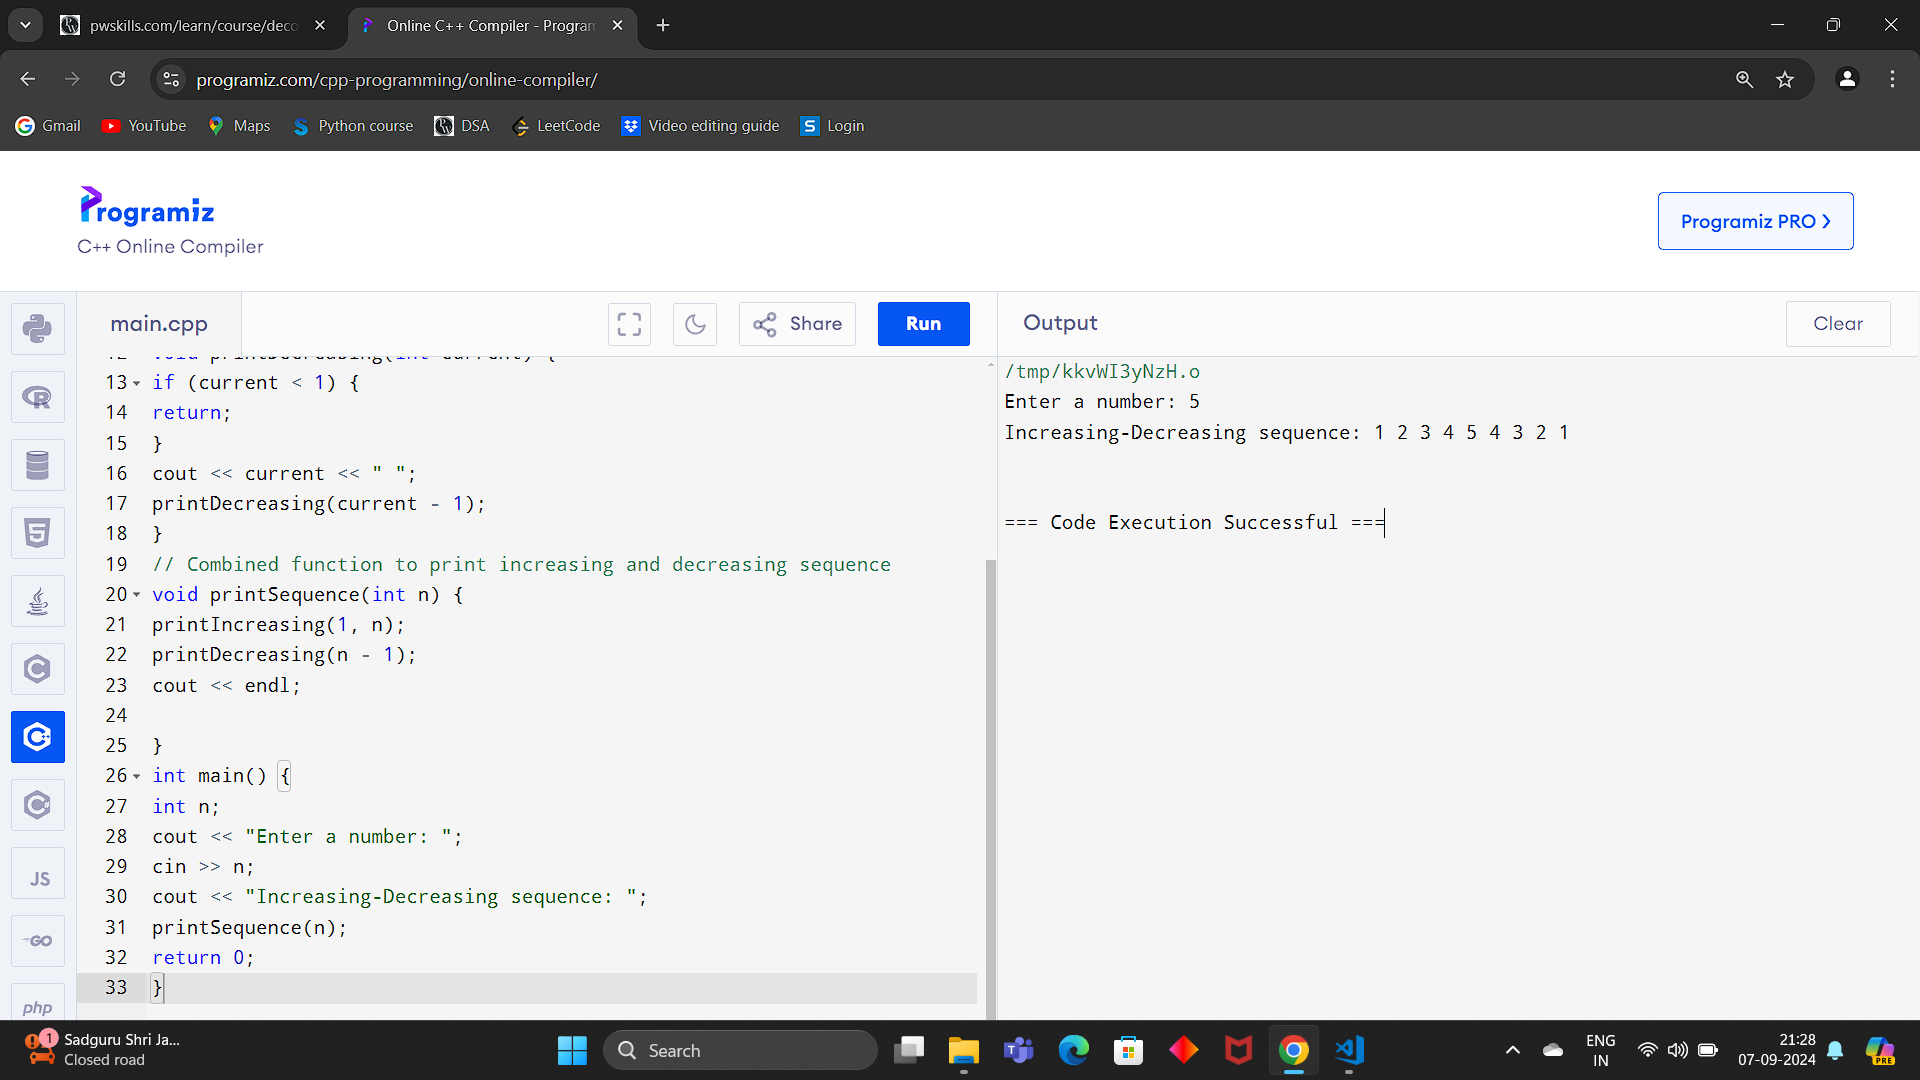 pwskills.com/learn/course/deco
Online C++ Compiler - Program
programiz.com/cpp-programming/online-compiler/
Gmail
YouTube
Maps
Python course
DSA
LeetCode
Video editing guide
S
Login
Programiz
C++ Online Compiler
Programiz PRO >
main.cpp
Share
Run
Output
Clear
12 void printDecreasing(int current) {
13 if (current < 1) {
14 return;
15 }
16 cout << current << " ";
17 printDecreasing(current - 1);
18 }
19 // Combined function to print increasing and decreasing sequence
20 void printSequence(int n) {
21 printIncreasing(1, n);
22 printDecreasing(n - 1);
23 cout << endl;
24
25 }
26 int main() {
27 int n;
28 cout << "Enter a number: ";
29 cin >> n;
30 cout << "Increasing-Decreasing sequence: ";
31 printSequence(n);
32 return 0;
33 }
/tmp/kkvWI3yNzH.o
Enter a number: 5
Increasing-Decreasing sequence: 1 2 3 4 5 4 3 2 1
=== Code Execution Successful ===
R
5
C
C
C#
JS
GO
php
1
Sadguru Shri Ja...
Closed road
Search
ENG
IN
21:28
07-09-2024
PRE